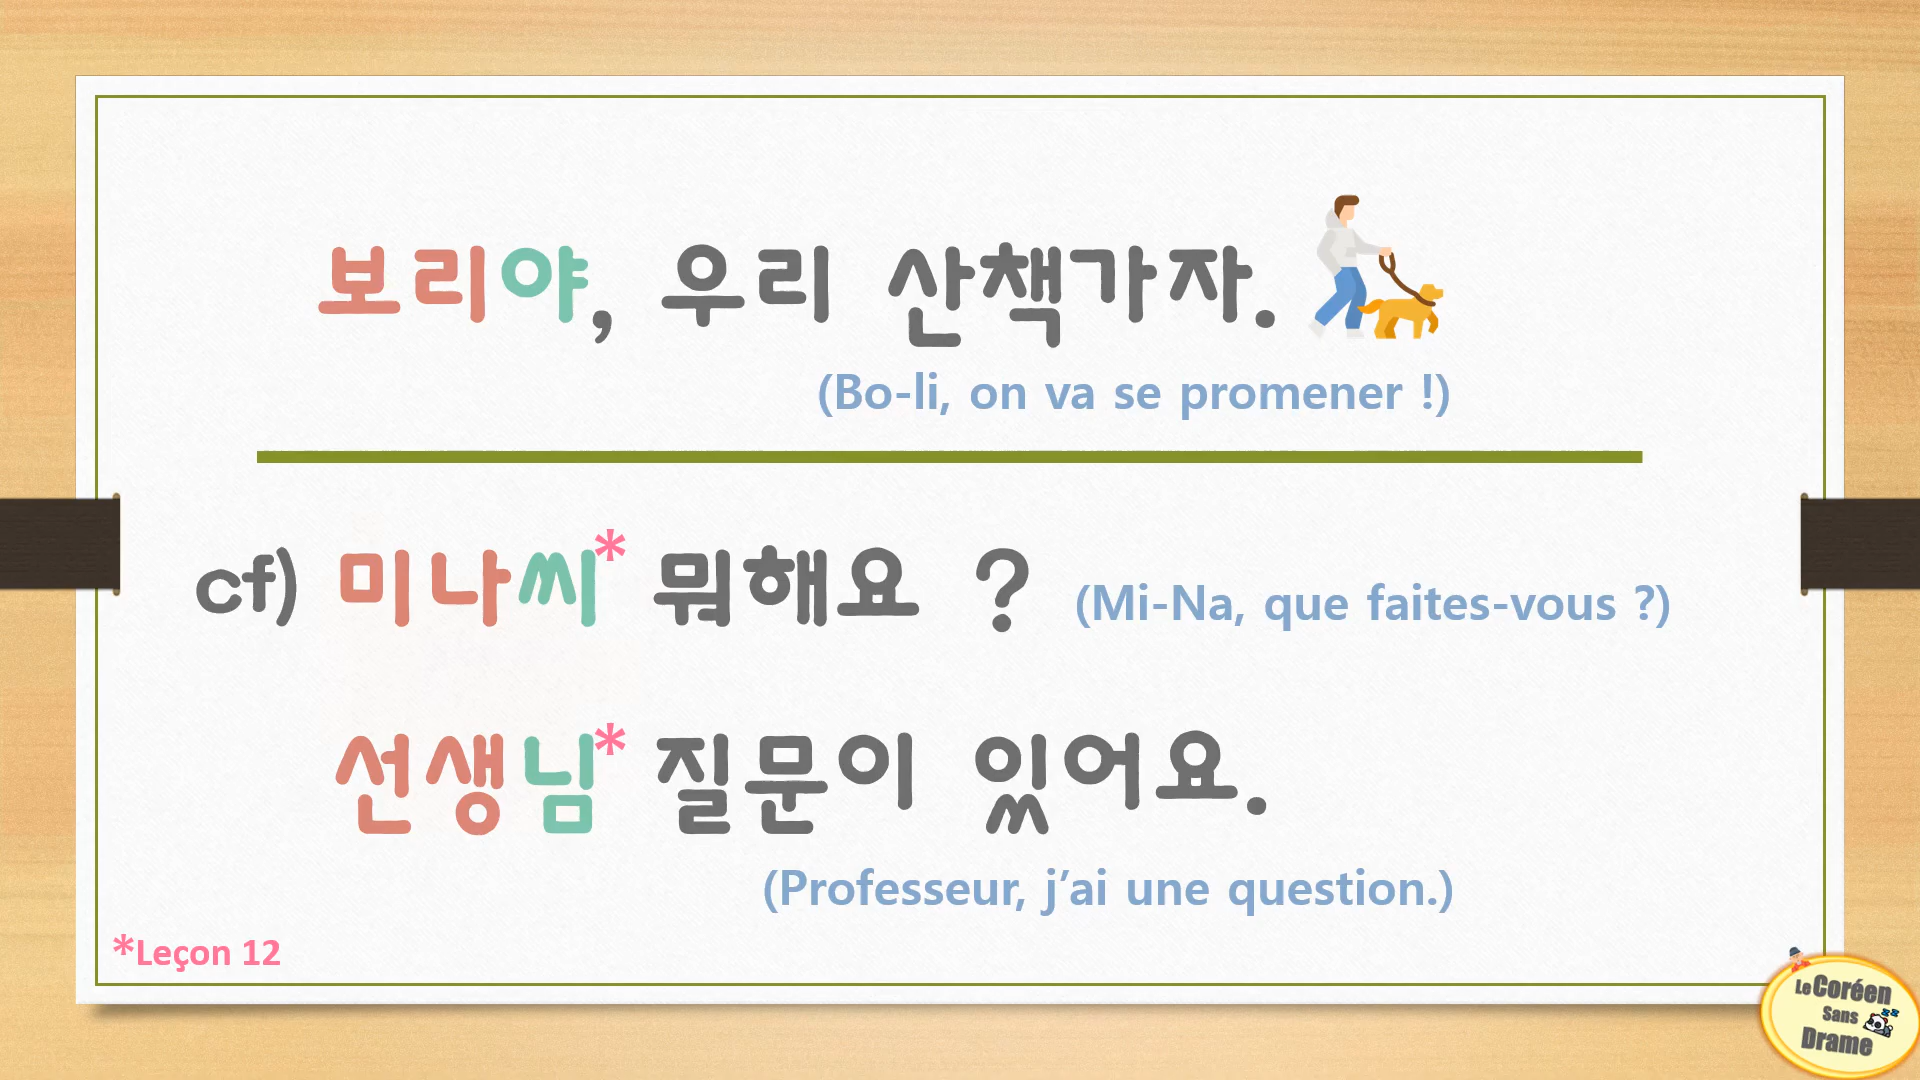 보리야, 우리 산책가자.
(Bo-li, on va se promener !)
cf) 미나씨* 뭐해요 ? (Mi-Na, que faites-vous ?)
선생님* 질문이 있어요.
(Professeur, j’ai une question.)
*Leçon 12
Le Coréen
Sans
Drame